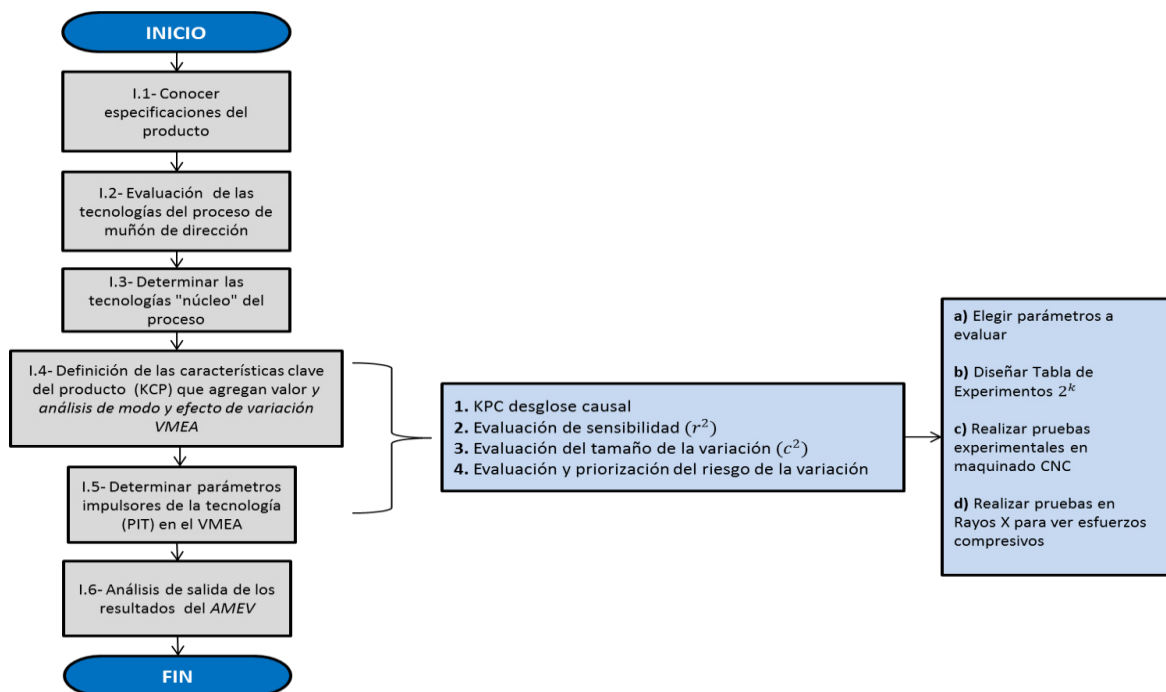 INICIO
I.1- Conocer
especificaciones del
producto
I.2- Evaluación de las
tecnologías del proceso de
muñón de dirección
I.3- Determinar las
tecnologías "núcleo" del
proceso
I.4- Definición de las características clave
del producto (KCP) que agregan valor y
análisis de modo y efecto de variación
VMEA
I.5- Determinar parámetros
impulsores de la tecnología
(PIT) en el VMEA
I.6- Análisis de salida de los
resultados del AMEV
FIN
1. KPC desglose causal
2. Evaluación de sensibilidad (r²)
3. Evaluación del tamaño de la variación (c²)
4. Evaluación y priorización del riesgo de la variación
a) Elegir parámetros a
evaluar
b) Diseñar Tabla de
Experimentos 2ᵏ
c) Realizar pruebas
experimentales en
maquinado CNC
d) Realizar pruebas en
Rayos X para ver esfuerzos
compresivos